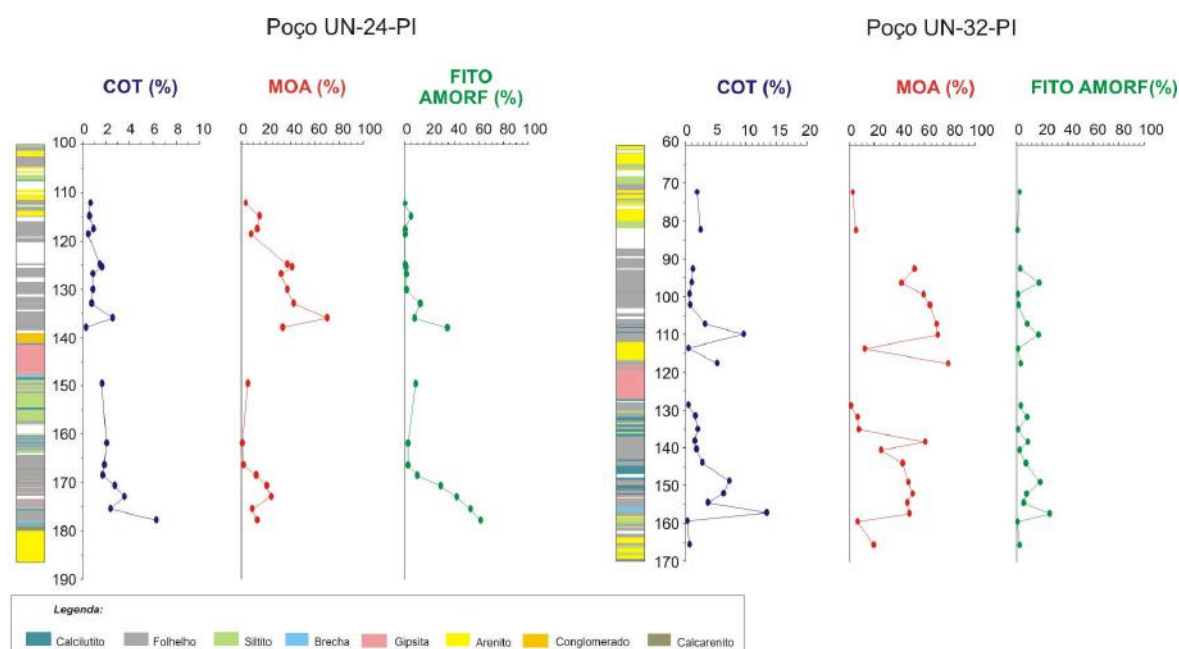 Poço UN-24-PI
Poço UN-32-PI
COT (%)
MOA (%)
FITO
AMORF (%)
COT (%)
MOA (%)
FITO AMORF(%)
0 2 4 6 8 10
0 20 40 60 80 100
0 20 40 60 80 100
0 5 10 15 20
0 20 40 60 80 100
0 20 40 60 80 100
100
110
120
130
140
150
160
170
180
190
60
70
80
90
100
110
120
130
140
150
160
170
Legenda:
Calcilutito
Folhelho
Siltito
Brecha
Gipsita
Arenito
Conglomerado
Calcarenito